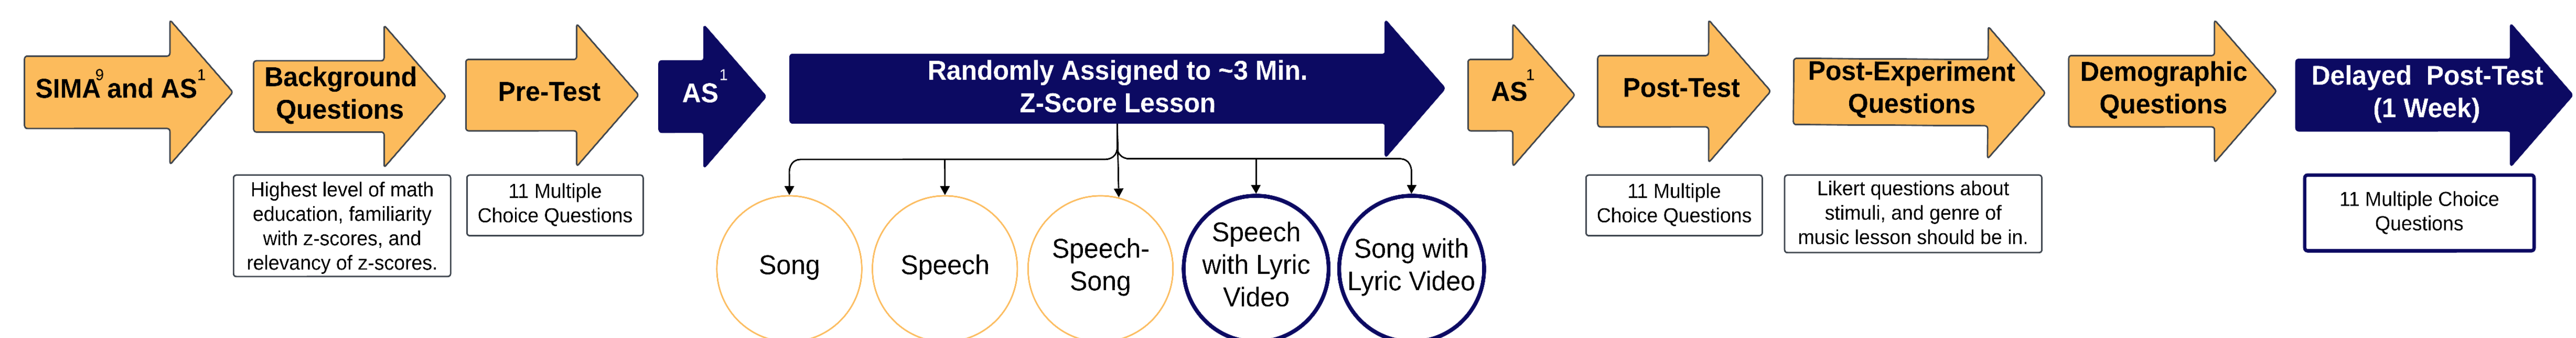 SIMA⁹ and AS¹
Background
Questions
Highest level of math
education, familiarity
with z-scores, and
relevancy of z-scores.
Pre-Test
11 Multiple
Choice Questions
AS¹
Randomly Assigned to ~3 Min.
Z-Score Lesson
Song
Speech
Speech-
Song
Speech
with Lyric
Video
Song with
Lyric Video
AS¹
Post-Test
11 Multiple
Choice Questions
Post-Experiment
Questions
Likert questions about
stimuli, and genre of
music lesson should be in.
Demographic
Questions
Delayed Post-Test
(1 Week)
11 Multiple Choice
Questions